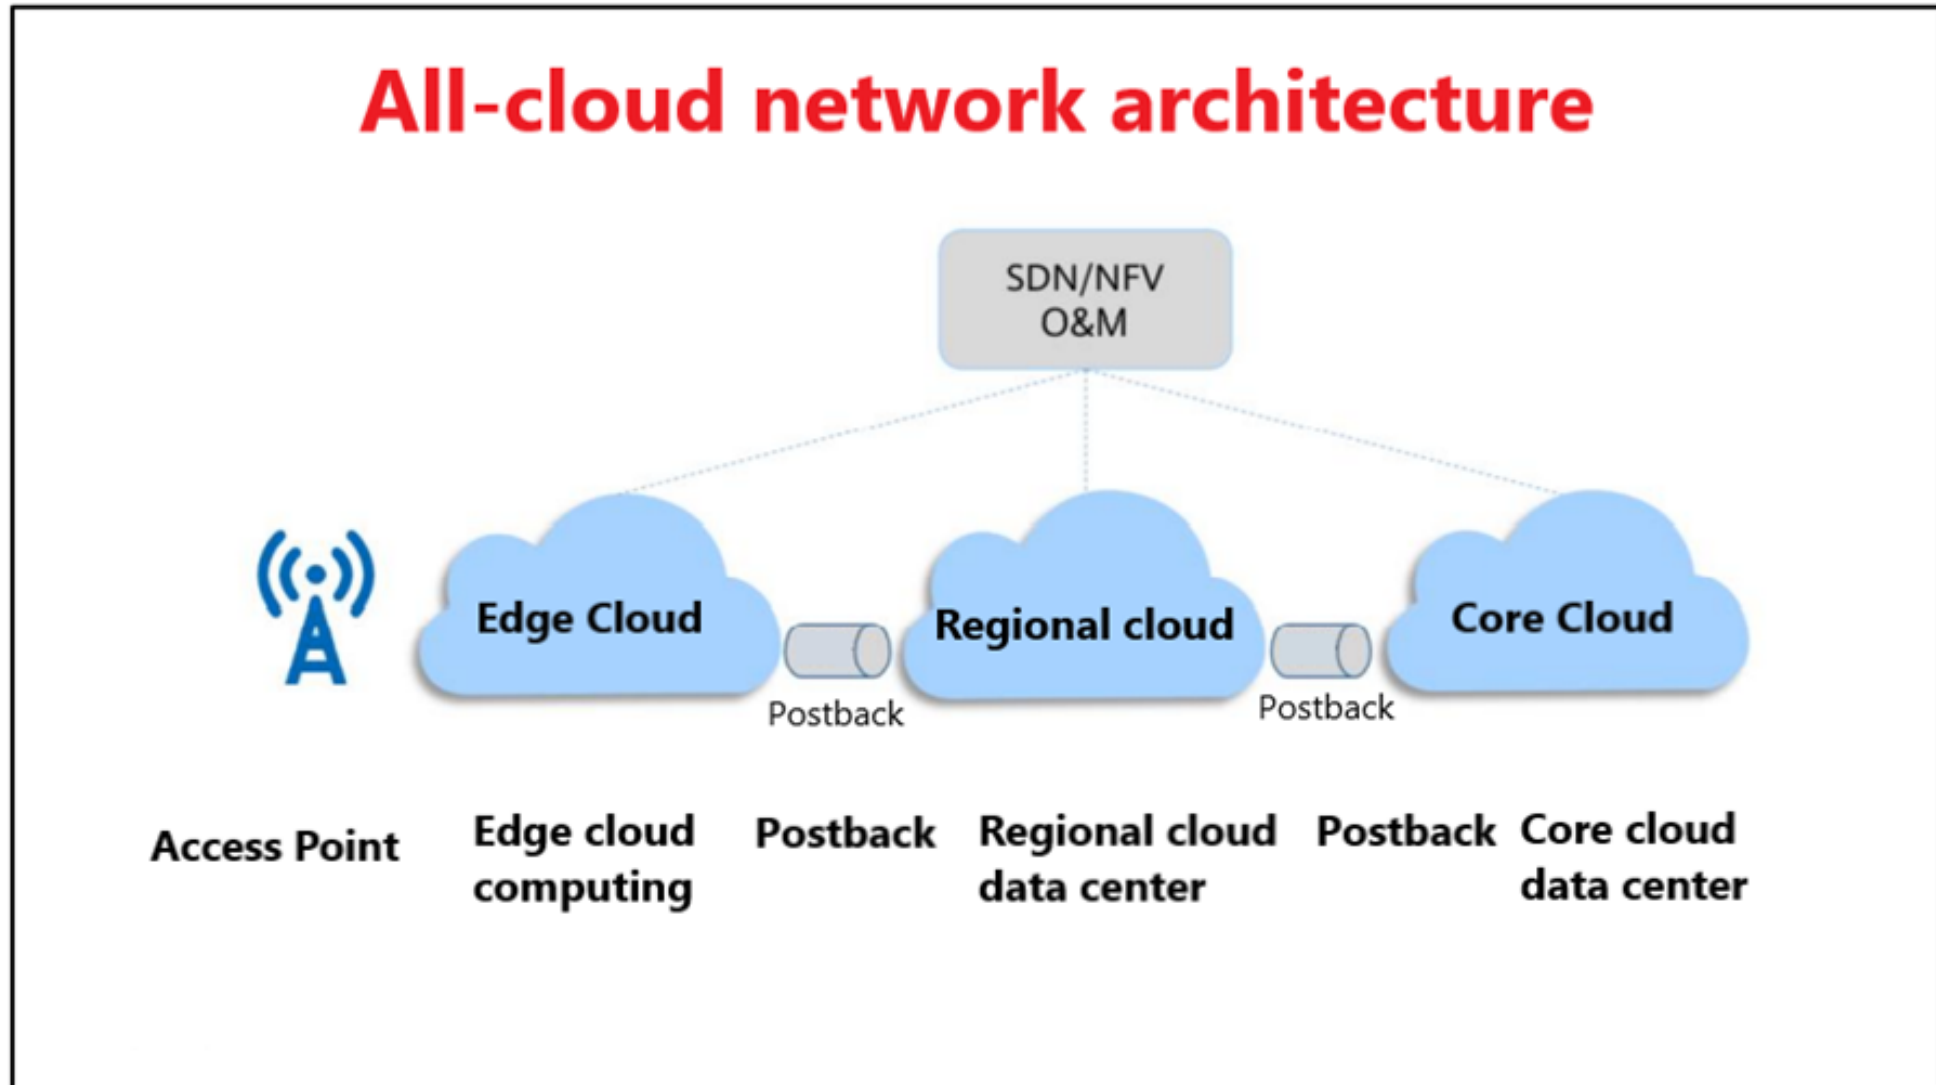 All-cloud network architecture
SDN/NFV
O&M
Edge Cloud
Regional cloud
Core Cloud
Postback
Postback
Access Point
Edge cloud
computing
Postback
Regional cloud
data center
Postback
Core cloud
data center